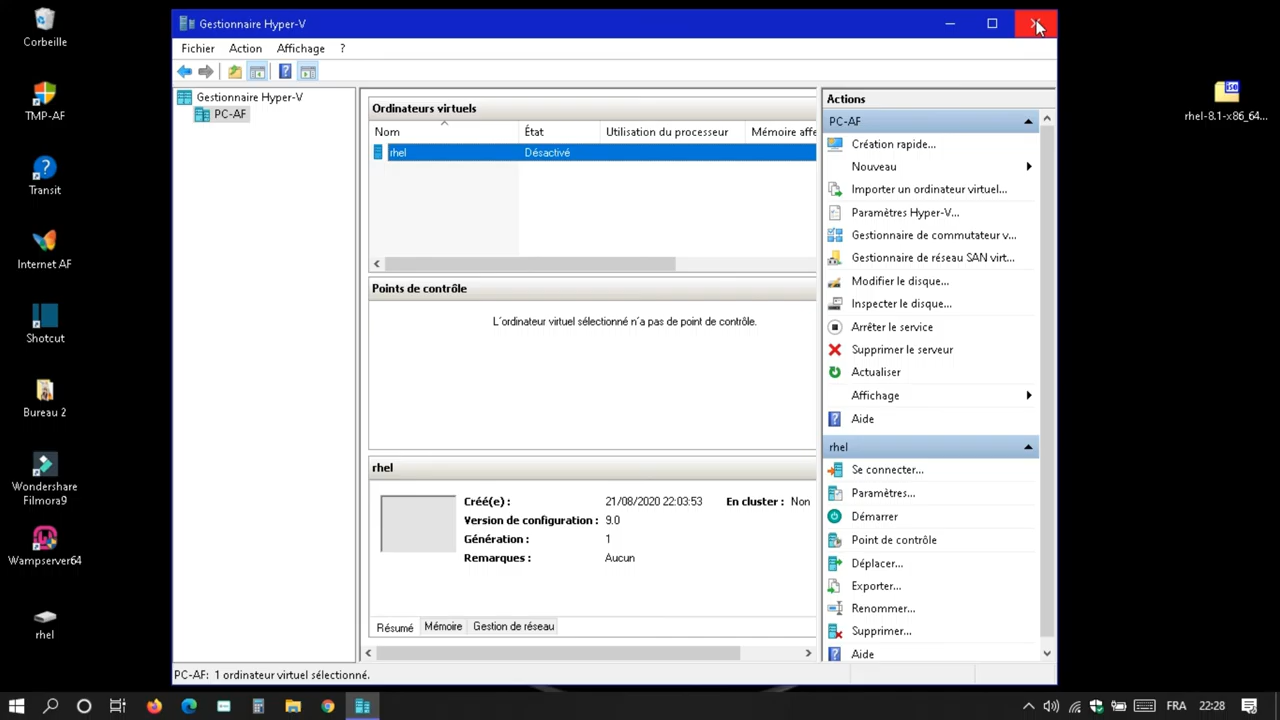 Corbeille
TMP-AF
Transit
Internet AF
Shotcut
Bureau 2
Wondershare
Filmora9
Wampserver64
rhel
Gestionnaire Hyper-V
Fichier Action Affichage ?
Gestionnaire Hyper-V
PC-AF
Ordinateurs virtuels
Nom État Utilisation du processeur Mémoire affe
rhel Désactivé
Points de contrôle
L'ordinateur virtuel sélectionné n'a pas de point de contrôle.
rhel
Créé(e) : 21/08/2020 22:03:53 En cluster : Non
Version de configuration : 9.0
Génération : 1
Remarques : Aucun
Résumé Mémoire Gestion de réseau
Actions
PC-AF
Création rapide...
Nouveau
Importer un ordinateur virtuel...
Paramètres Hyper-V...
Gestionnaire de commutateur v...
Gestionnaire de réseau SAN virt...
Modifier le disque...
Inspecter le disque...
Arrêter le service
Supprimer le serveur
Actualiser
Affichage
Aide
rhel
Se connecter...
Paramètres...
Démarrer
Point de contrôle
Déplacer...
Exporter...
Renommer...
Supprimer...
Aide
PC-AF: 1 ordinateur virtuel sélectionné.
iso
rhel-8.1-x86_64...
FRA 22:28